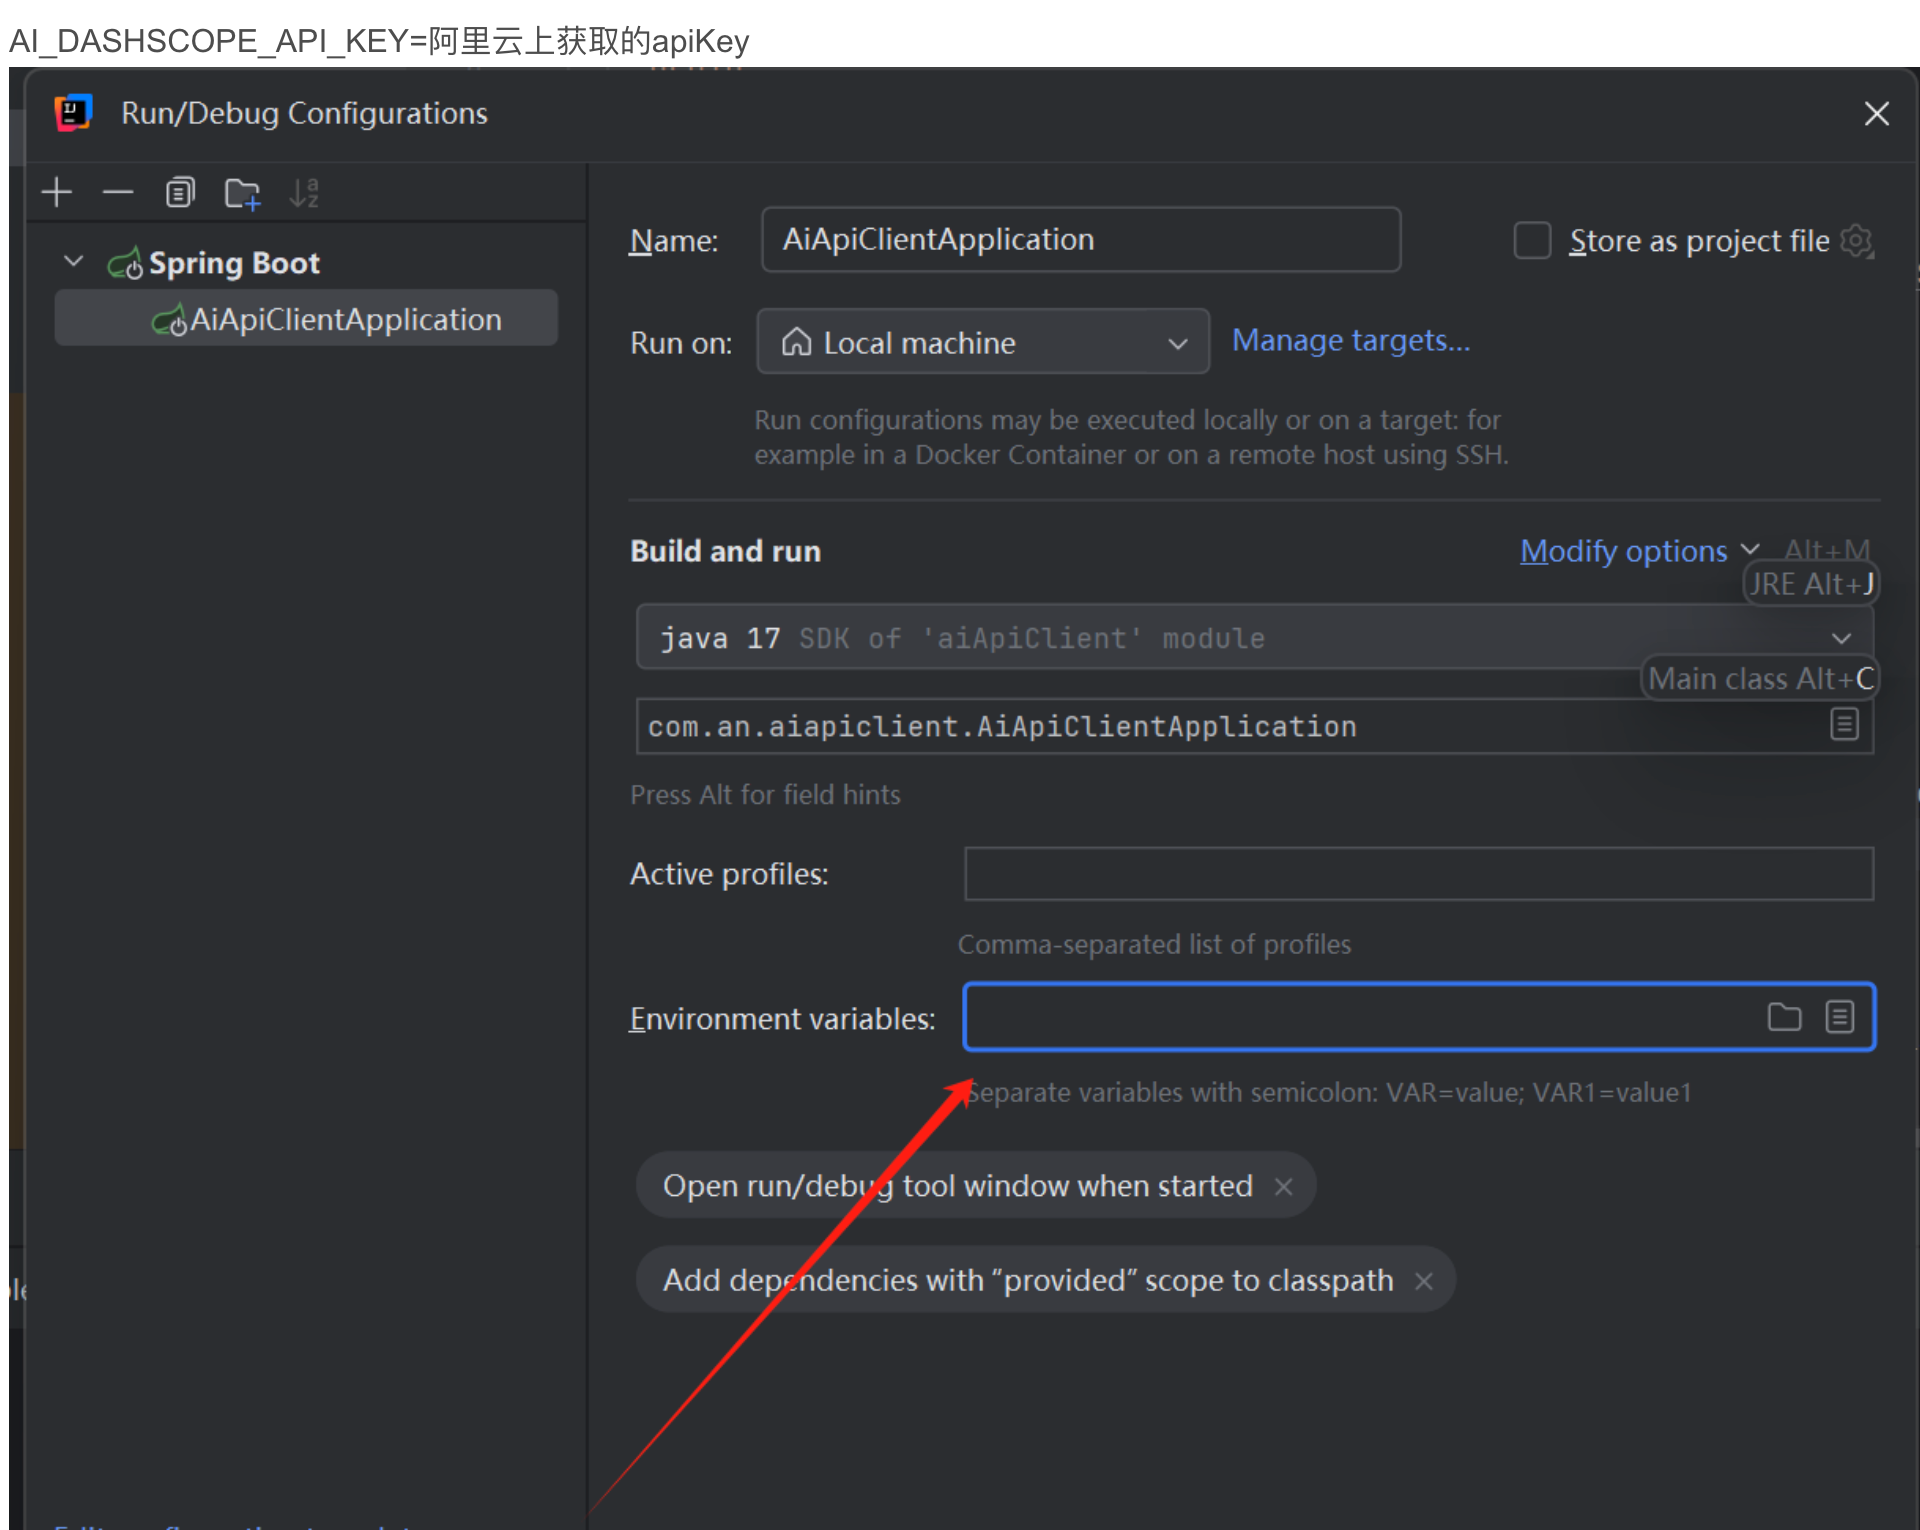 AI_DASHSCOPE_API_KEY=阿里云上获取的apiKey
Run/Debug Configurations
Spring Boot
AiApiClientApplication
Name:
AiApiClientApplication
Store as project file
Run on:
Local machine
Manage targets...
Run configurations may be executed locally or on a target: for
example in a Docker Container or on a remote host using SSH.
Build and run
Modify options
Alt+M
JRE Alt+J
java 17 SDK of 'aiApiClient' module
Main class Alt+C
com.an.aiapiclient.AiApiClientApplication
Press Alt for field hints
Active profiles:
Comma-separated list of profiles
Environment variables:
Separate variables with semicolon: VAR=value; VAR1=value1
Open run/debug tool window when started
Add dependencies with “provided” scope to classpath